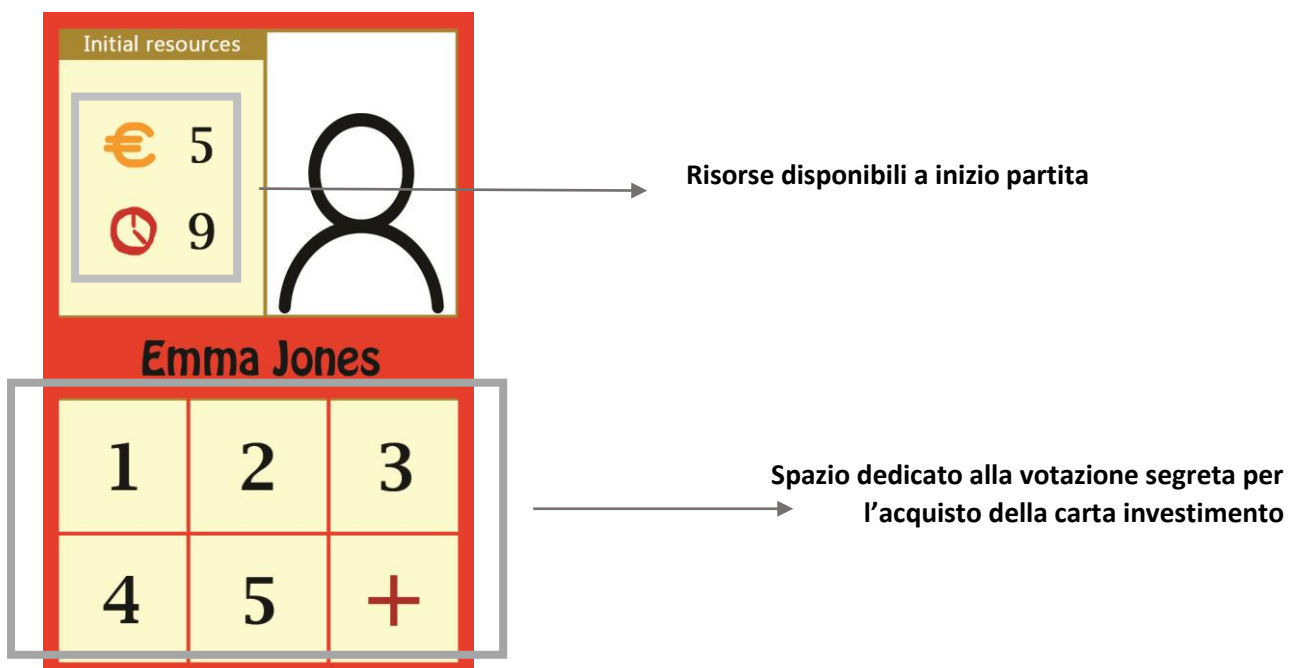 Initial resources
€ 5
9
Risorse disponibili a inizio partita
Emma Jones
1 2 3
Spazio dedicato alla votazione segreta per
l’acquisto della carta investimento
4 5 +